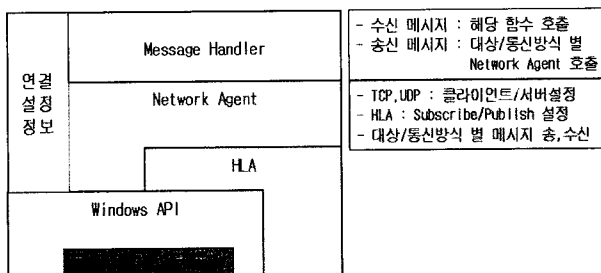 연결
설정
정보
Message Handler
Network Agent
HLA
Windows API
- 수신 메시지 : 해당 함수 호출
- 송신 메시지 : 대상/통신방식 별
Network Agent 호출
- TCP,UDP : 클라이언트/서버설정
- HLA : Subscribe/Publish 설정
- 대상/통신방식 별 메시지 송,수신